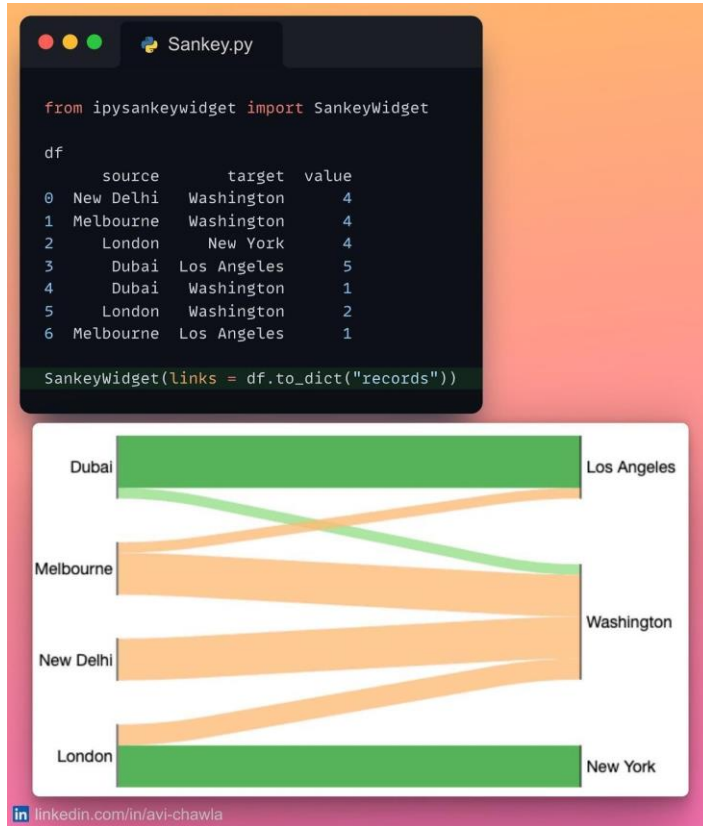 Sankey.py
from ipysankeywidget import SankeyWidget
df
source target value
0 New Delhi Washington 4
1 Melbourne Washington 4
2 London New York 4
3 Dubai Los Angeles 5
4 Dubai Washington 1
5 London Washington 2
6 Melbourne Los Angeles 1
SankeyWidget(links = df.to_dict("records"))
Dubai
Los Angeles
Melbourne
Washington
New Delhi
London
New York
in linkedin.com/in/avi-chawla